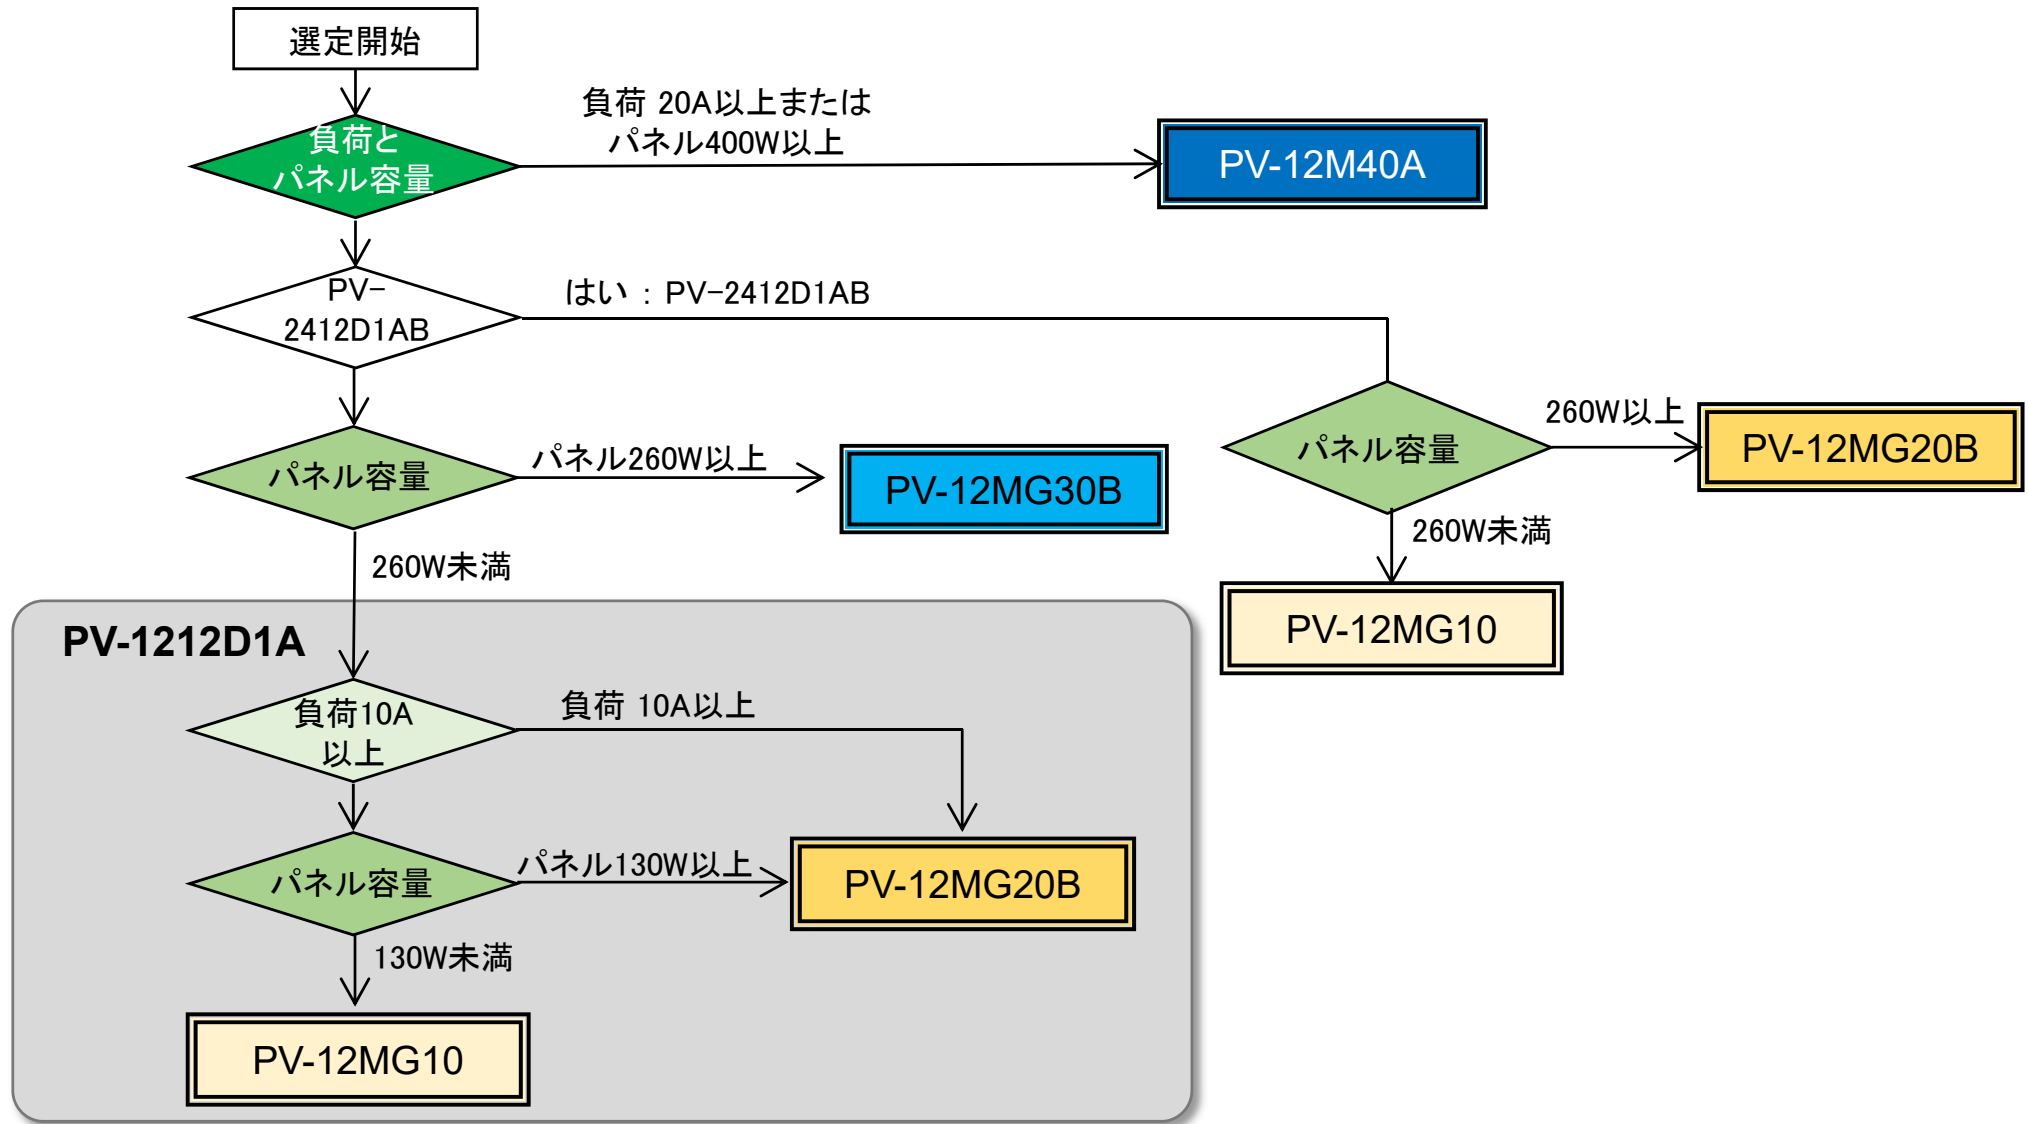 選定開始
負荷 20A以上または
パネル400W以上
負荷と
パネル容量
PV-12M40A
PV-
2412D1AB
はい : PV-2412D1AB
パネル容量
パネル260W以上
PV-12MG30B
パネル容量
260W以上
PV-12MG20B
260W未満
PV-12MG10
260W未満
PV-1212D1A
負荷10A
以上
負荷 10A以上
パネル容量
パネル130W以上
PV-12MG20B
130W未満
PV-12MG10